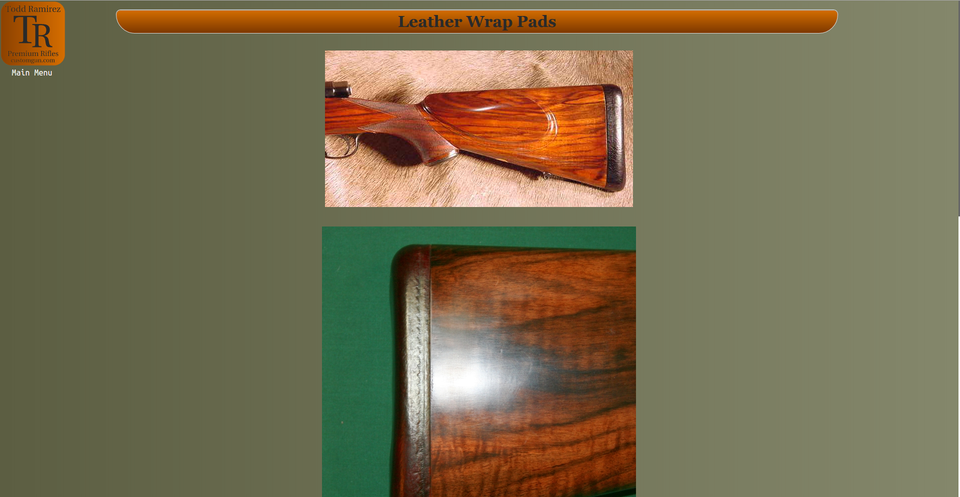 Todd Ramirez
TR
Premium Rifles
Main Menu
Leather Wrap Pads